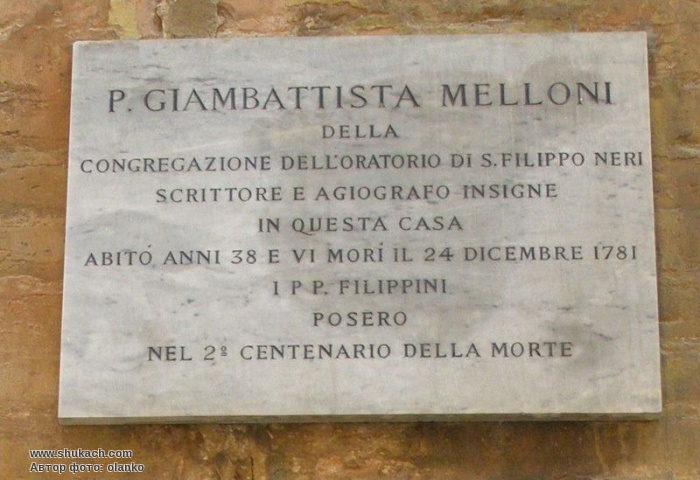 P. GIAMBATTISTA MELLONI
DELLA
CONGREGAZIONE DELL'ORATORIO DI S. FILIPPO NERI
SCRITTORE E AGIOGRAFO INSIGNE
IN QUESTA CASA
ABITÒ ANNI 38 E VI MORÌ IL 24 DICEMBRE 1781
I P P. FILIPPINI
POSERO
NEL 2º CENTENARIO DELLA MORTE
www.shukach.com
Автор фото: olanko